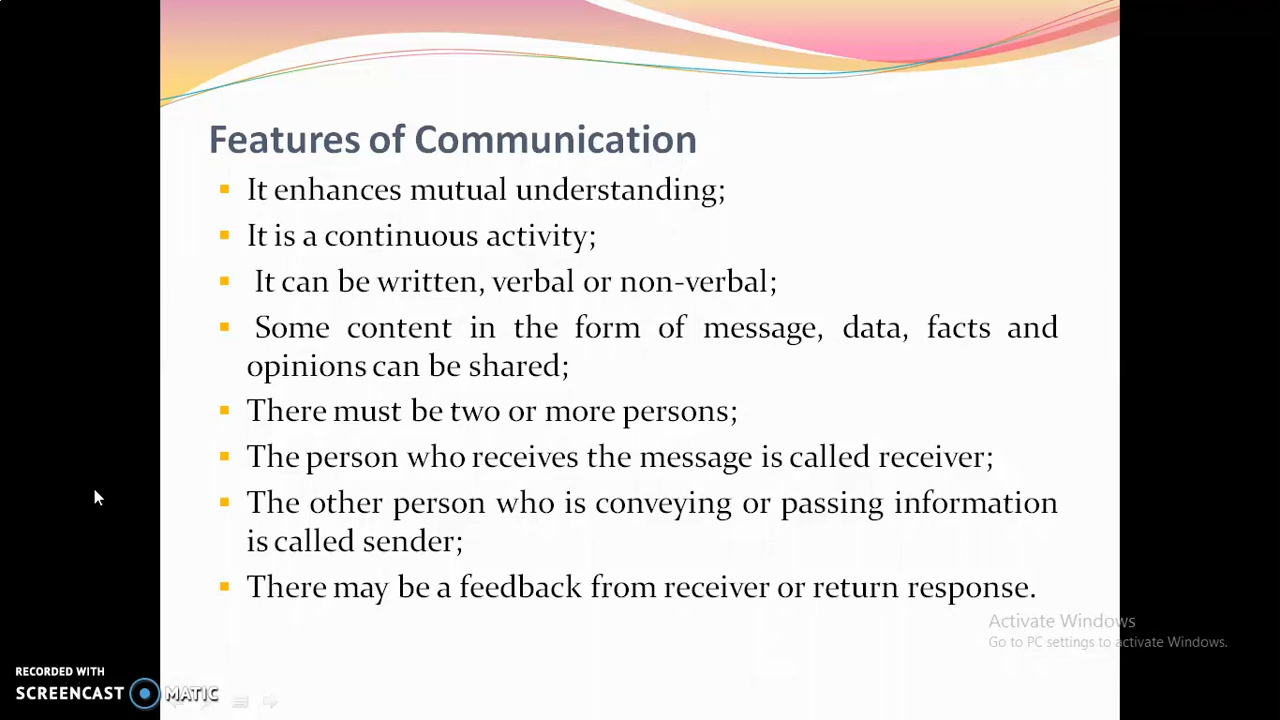 Features of Communication
It enhances mutual understanding;
It is a continuous activity;
It can be written, verbal or non-verbal;
Some content in the form of message, data, facts and
opinions can be shared;
There must be two or more persons;
The person who receives the message is called receiver;
The other person who is conveying or passing information
is called sender;
There may be a feedback from receiver or return response.
Activate Windows
Go to PC settings to activate Windows.
RECORDED WITH
SCREENCAST MATIC